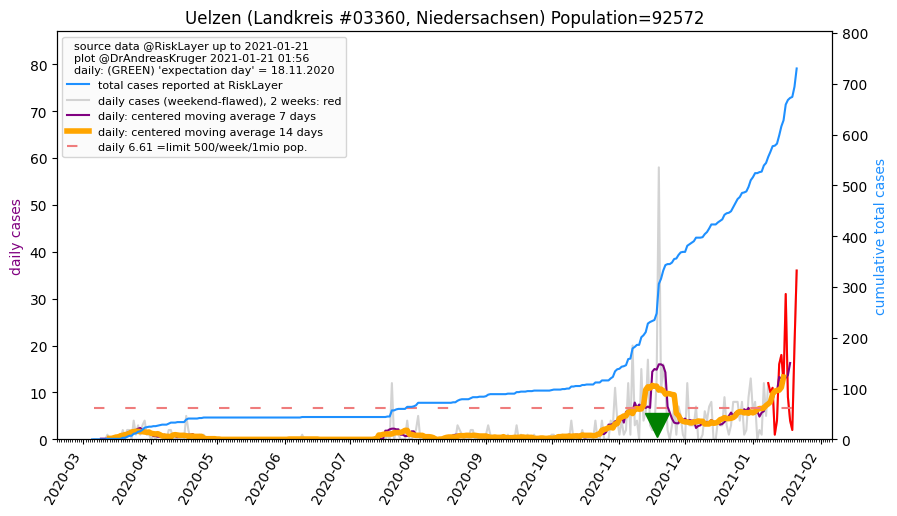 Uelzen (Landkreis #03360, Niedersachsen) Population=92572
source data @RiskLayer up to 2021-01-21
plot @DrAndreasKruger 2021-01-21 01:56
daily: (GREEN) 'expectation day' = 18.11.2020
total cases reported at RiskLayer
daily cases (weekend-flawed), 2 weeks: red
daily: centered moving average 7 days
daily: centered moving average 14 days
daily 6.61 =limit 500/week/1mio pop.
daily cases
80
70
60
50
40
30
20
10
0
cumulative total cases
800
700
600
500
400
300
200
100
0
2020-03
2020-04
2020-05
2020-06
2020-07
2020-08
2020-09
2020-10
2020-11
2020-12
2021-01
2021-02